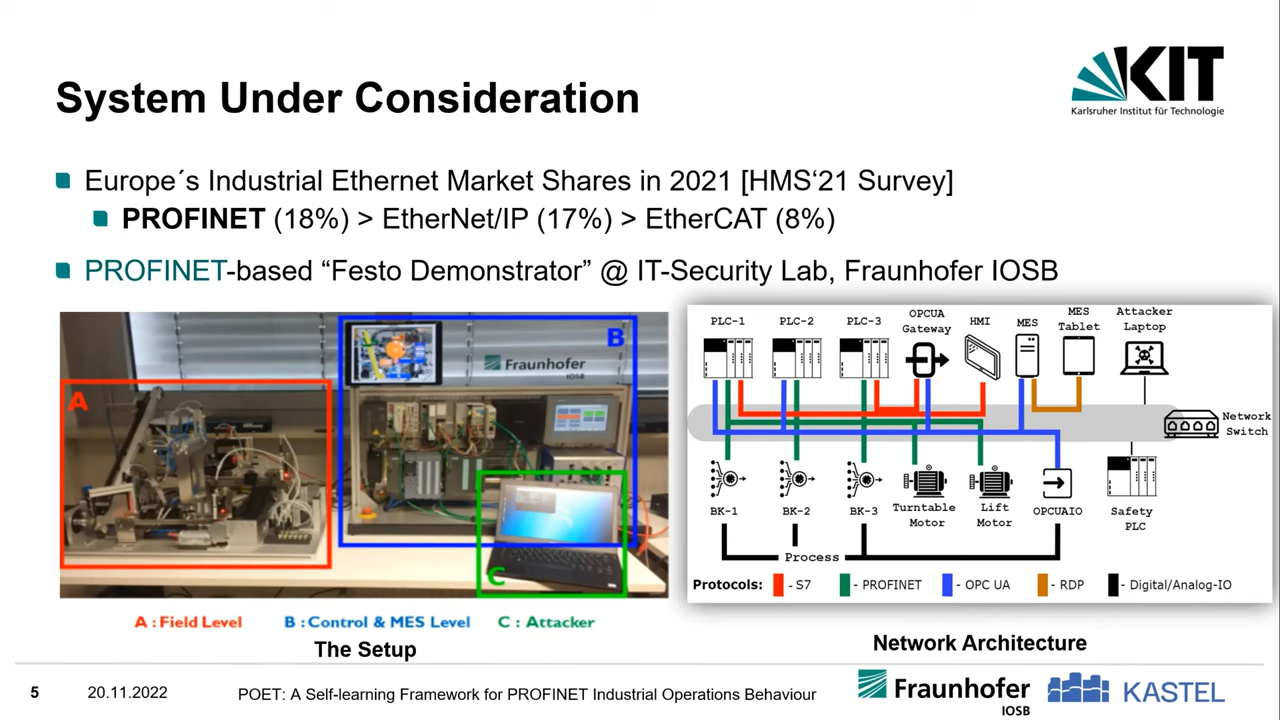 System Under Consideration
KIT
Karlsruher Institut für Technologie
Europe´s Industrial Ethernet Market Shares in 2021 [HMS‘21 Survey]
PROFINET (18%) > EtherNet/IP (17%) > EtherCAT (8%)
PROFINET-based “Festo Demonstrator” @ IT-Security Lab, Fraunhofer IOSB
A
B
Fraunhofer
IOSB
C
A : Field Level B : Control & MES Level C : Attacker
The Setup
PLC-1 PLC-2 PLC-3 OPCUA Gateway HMI MES MES Tablet Attacker Laptop
Network Switch
BK-1 BK-2 BK-3 Turntable Motor Lift Motor OPCUAIO Safety PLC
Process
Protocols: - S7 - PROFINET - OPC UA - RDP - Digital/Analog-IO
Network Architecture
5 20.11.2022 POET: A Self-learning Framework for PROFINET Industrial Operations Behaviour
Fraunhofer
IOSB
KASTEL